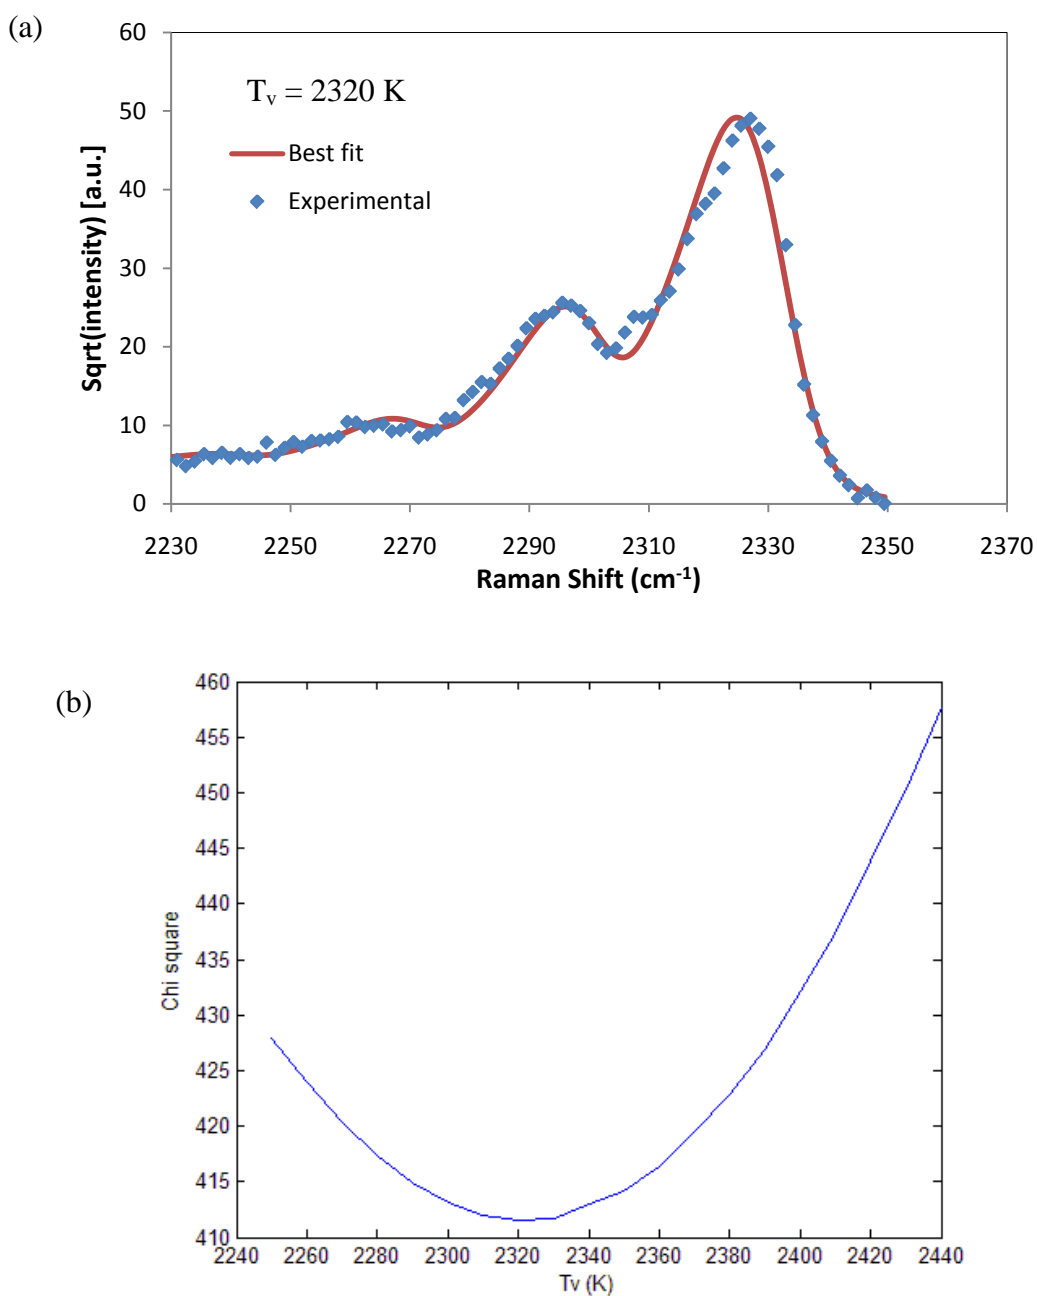 (a)
60
50
40
30
20
10
0
Sqrt(intensity) [a.u.]
Tᵥ = 2320 K
Best fit
Experimental
2230 2250 2270 2290 2310 2330 2350 2370
Raman Shift (cm⁻¹)
(b)
460
455
450
445
440
435
430
425
420
415
410
Chi square
2240 2260 2280 2300 2320 2340 2360 2380 2400 2420 2440
Tv (K)